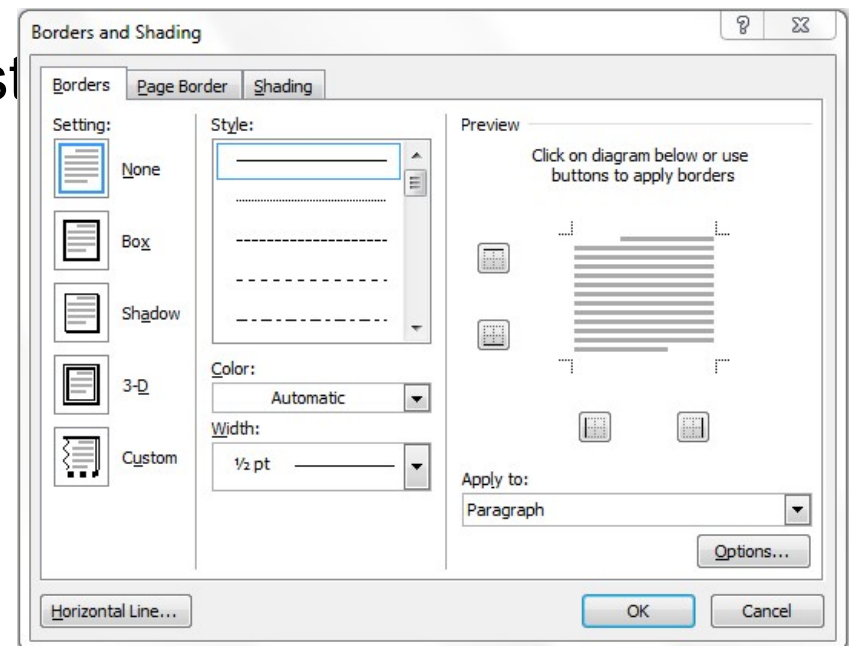 Borders and Shading
st
Borders Page Border Shading
Setting:
None
Box
Shadow
3-D
Custom
Style:
Color:
Automatic
Width:
½ pt
Preview
Click on diagram below or use
buttons to apply borders
Apply to:
Paragraph
Options...
Horizontal Line...
OK
Cancel